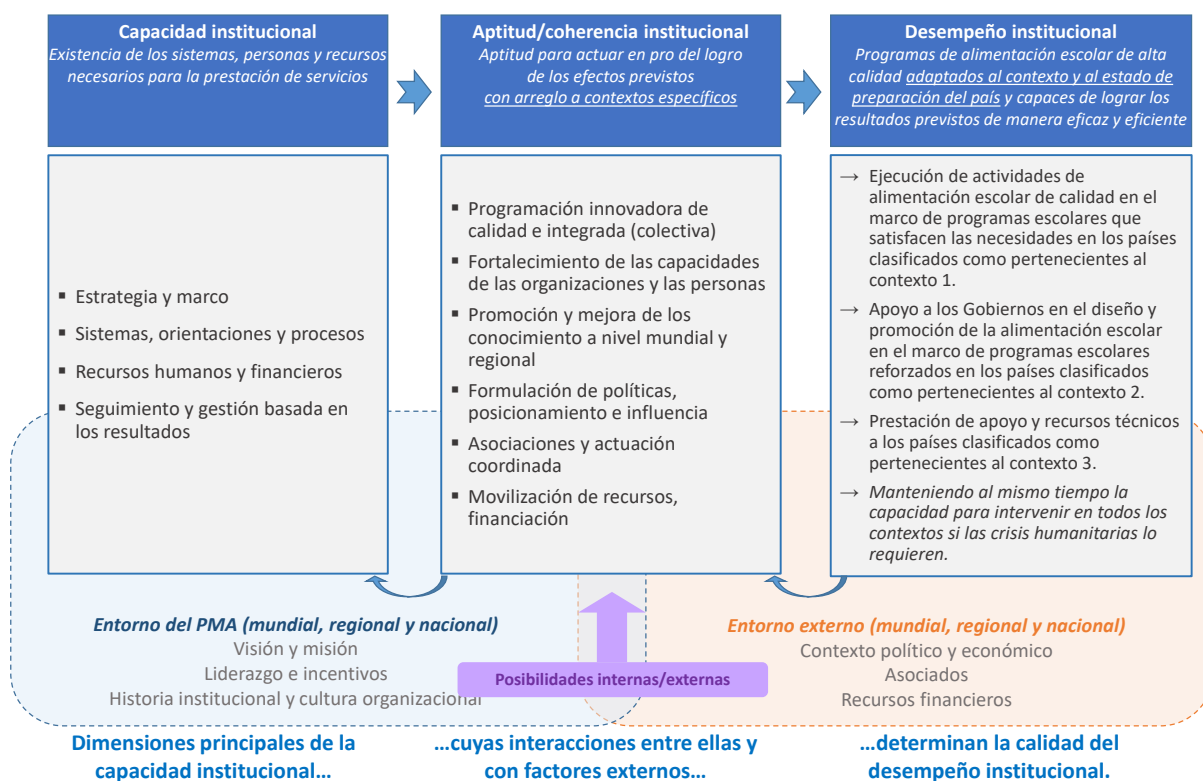 Capacidad institucional
Existencia de los sistemas, personas y recursos
necesarios para la prestación de servicios
Aptitud/coherencia institucional
Aptitud para actuar en pro del logro
de los efectos previstos
con arreglo a contextos específicos
Desempeño institucional
Programas de alimentación escolar de alta
calidad adaptados al contexto y al estado de
preparación del país y capaces de lograr los
resultados previstos de manera eficaz y eficiente
▪ Estrategia y marco
▪ Sistemas, orientaciones y procesos
▪ Recursos humanos y financieros
▪ Seguimiento y gestión basada en
los resultados
▪ Programación innovadora de
calidad e integrada (colectiva)
▪ Fortalecimiento de las capacidades
de las organizaciones y las personas
▪ Promoción y mejora de los
conocimiento a nivel mundial y
regional
▪ Formulación de políticas,
posicionamiento e influencia
▪ Asociaciones y actuación
coordinada
▪ Movilización de recursos,
financiación
→ Ejecución de actividades de
alimentación escolar de calidad en el
marco de programas escolares que
satisfacen las necesidades en los países
clasificados como pertenecientes al
contexto 1.
→ Apoyo a los Gobiernos en el diseño y
promoción de la alimentación escolar
en el marco de programas escolares
reforzados en los países clasificados
como pertenecientes al contexto 2.
→ Prestación de apoyo y recursos técnicos
a los países clasificados como
pertenecientes al contexto 3.
→ Manteniendo al mismo tiempo la
capacidad para intervenir en todos los
contextos si las crisis humanitarias lo
requieren.
Entorno del PMA (mundial, regional y nacional)
Visión y misión
Liderazgo e incentivos
Historia institucional y cultura organizacional
Posibilidades internas/externas
Entorno externo (mundial, regional y nacional)
Contexto político y económico
Asociados
Recursos financieros
Dimensiones principales de la
capacidad institucional…
…cuyas interacciones entre ellas y
con factores externos…
…determinan la calidad del
desempeño institucional.